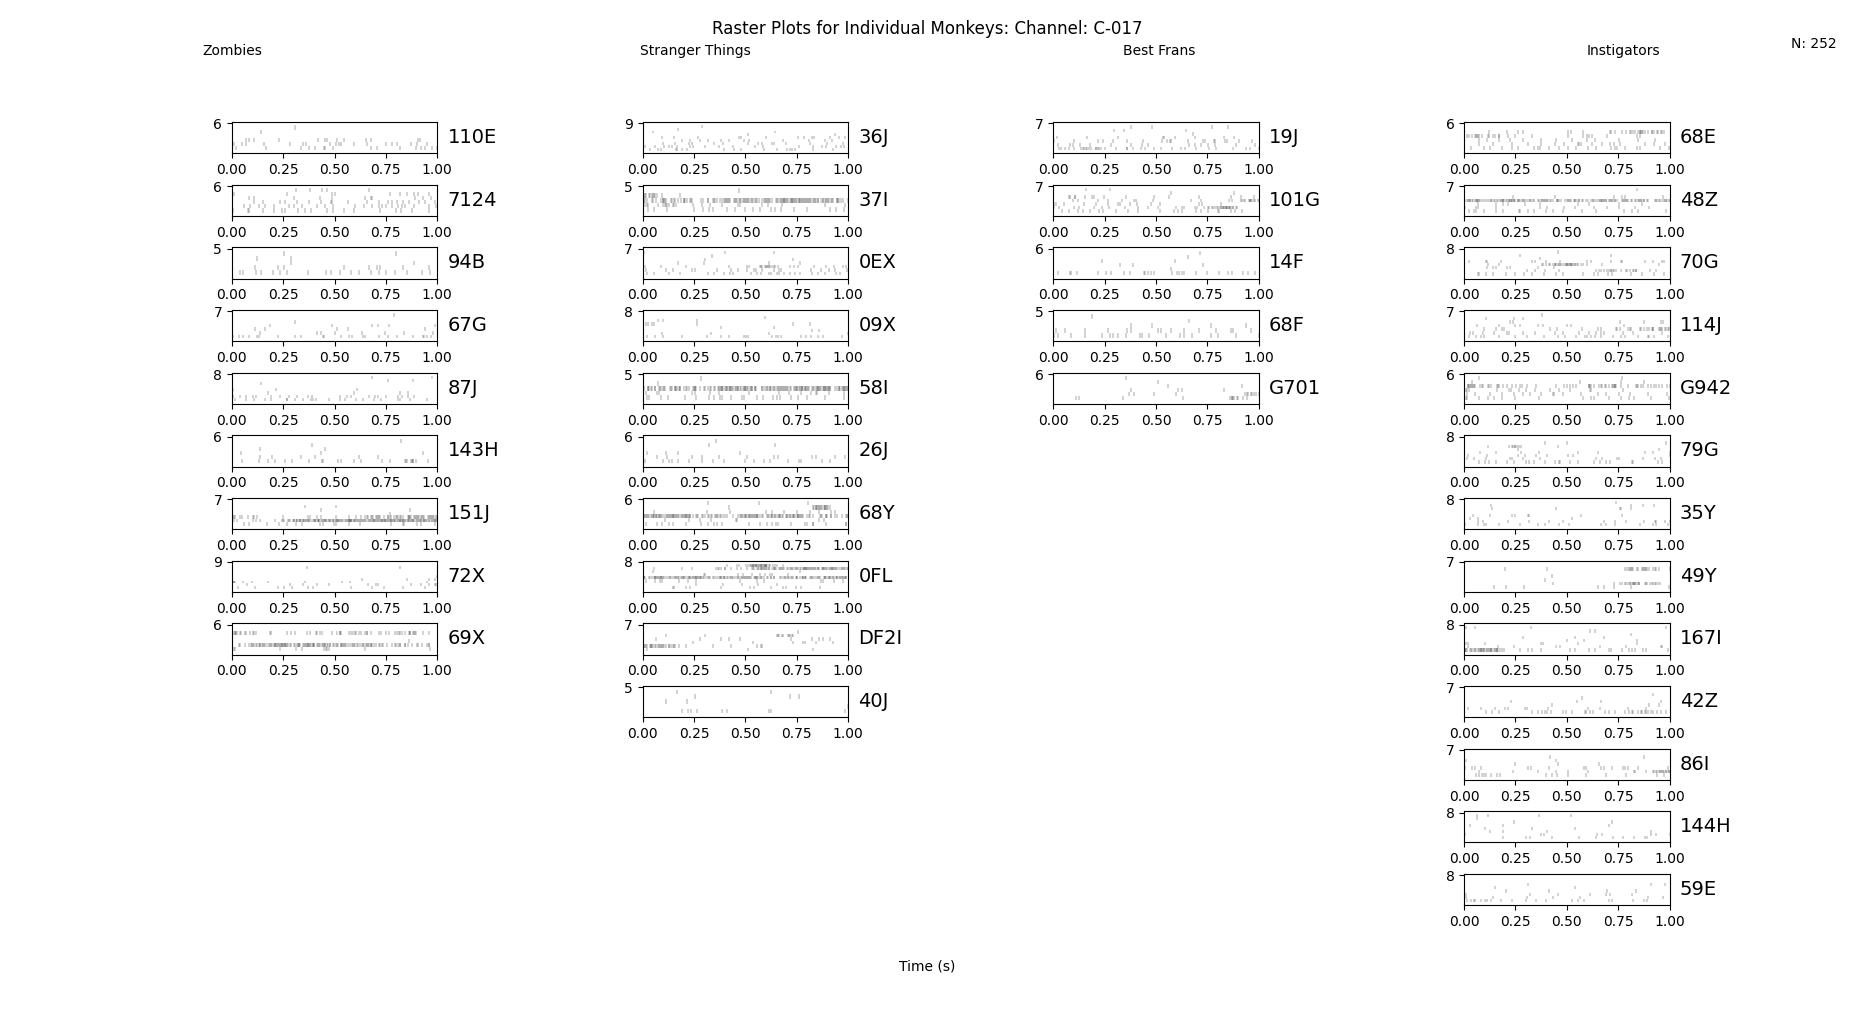 Raster Plots for Individual Monkeys: Channel: C-017
Zombies Stranger Things Best Frans Instigators N: 252
6 110E 9 36J 7 19J 6 68E
0.00 0.25 0.50 0.75 1.00 0.00 0.25 0.50 0.75 1.00 0.00 0.25 0.50 0.75 1.00 0.00 0.25 0.50 0.75 1.00
6 7124 5 37I 7 101G 7 48Z
0.00 0.25 0.50 0.75 1.00 0.00 0.25 0.50 0.75 1.00 0.00 0.25 0.50 0.75 1.00 0.00 0.25 0.50 0.75 1.00
5 94B 7 0EX 6 14F 8 70G
0.00 0.25 0.50 0.75 1.00 0.00 0.25 0.50 0.75 1.00 0.00 0.25 0.50 0.75 1.00 0.00 0.25 0.50 0.75 1.00
7 67G 8 09X 5 68F 7 114J
0.00 0.25 0.50 0.75 1.00 0.00 0.25 0.50 0.75 1.00 0.00 0.25 0.50 0.75 1.00 0.00 0.25 0.50 0.75 1.00
8 87J 5 58I 6 G701 6 G942
0.00 0.25 0.50 0.75 1.00 0.00 0.25 0.50 0.75 1.00 0.00 0.25 0.50 0.75 1.00 0.00 0.25 0.50 0.75 1.00
6 143H 6 26J 8 79G
0.00 0.25 0.50 0.75 1.00 0.00 0.25 0.50 0.75 1.00 0.00 0.25 0.50 0.75 1.00
7 151J 6 68Y 8 35Y
0.00 0.25 0.50 0.75 1.00 0.00 0.25 0.50 0.75 1.00 0.00 0.25 0.50 0.75 1.00
9 72X 8 0FL 7 49Y
0.00 0.25 0.50 0.75 1.00 0.00 0.25 0.50 0.75 1.00 0.00 0.25 0.50 0.75 1.00
6 69X 7 DF2I 8 167I
0.00 0.25 0.50 0.75 1.00 0.00 0.25 0.50 0.75 1.00 0.00 0.25 0.50 0.75 1.00
5 40J 7 42Z
0.00 0.25 0.50 0.75 1.00 0.00 0.25 0.50 0.75 1.00
7 86I
0.00 0.25 0.50 0.75 1.00
8 144H
0.00 0.25 0.50 0.75 1.00
8 59E
0.00 0.25 0.50 0.75 1.00
Time (s)